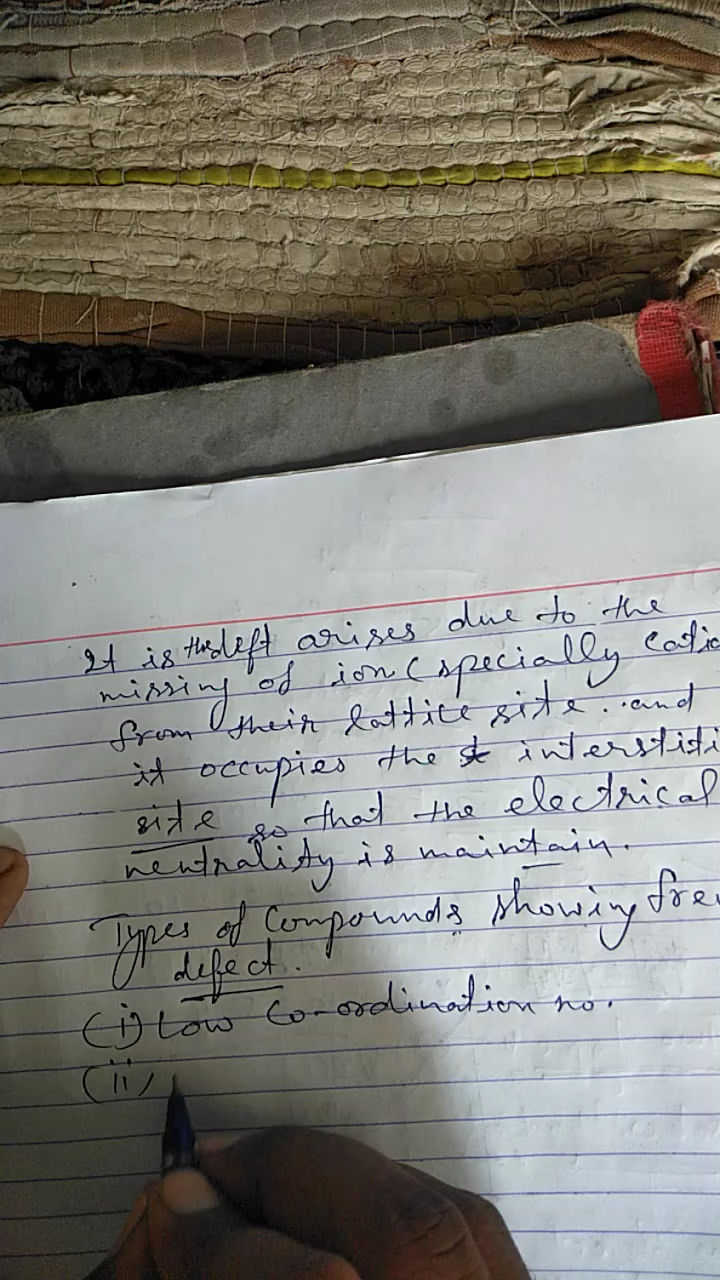 It is the deft arises due to the
missing of ion (specially catio
from their lattice site. and
it occupies the interstiti
site so that the electrical
neutrality is maintain.
Types of Compounds showing fre
defect.
(i) Low Co-ordination no.
(ii)